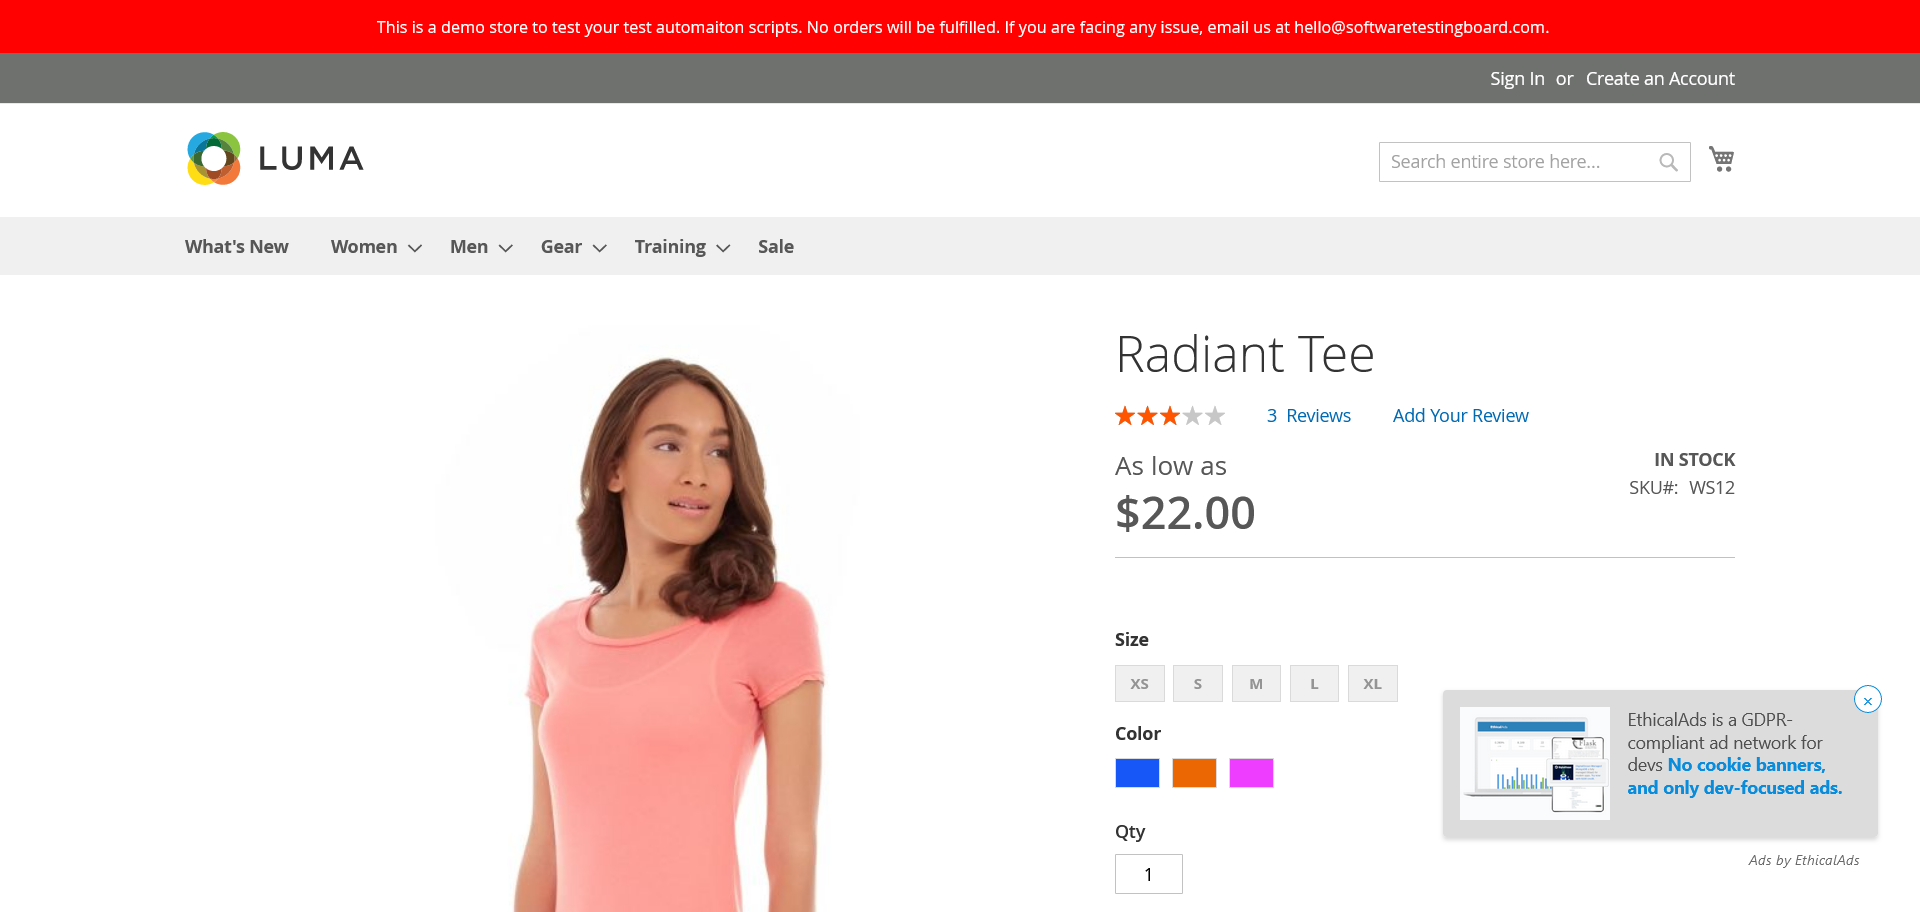 This is a demo store to test your test automaiton scripts. No orders will be fulfilled. If you are facing any issue, email us at hello@softwaretestingboard.com.
Sign In or Create an Account
LUMA
Search entire store here...
What's New Women Men Gear Training Sale
Radiant Tee
3 Reviews Add Your Review
As low as
IN STOCK
SKU#: WS12
$22.00
Size
XS S M L XL
Color
Qty
1
EthicalAds is a GDPR-
compliant ad network for
devs No cookie banners,
and only dev-focused ads.
Ads by EthicalAds